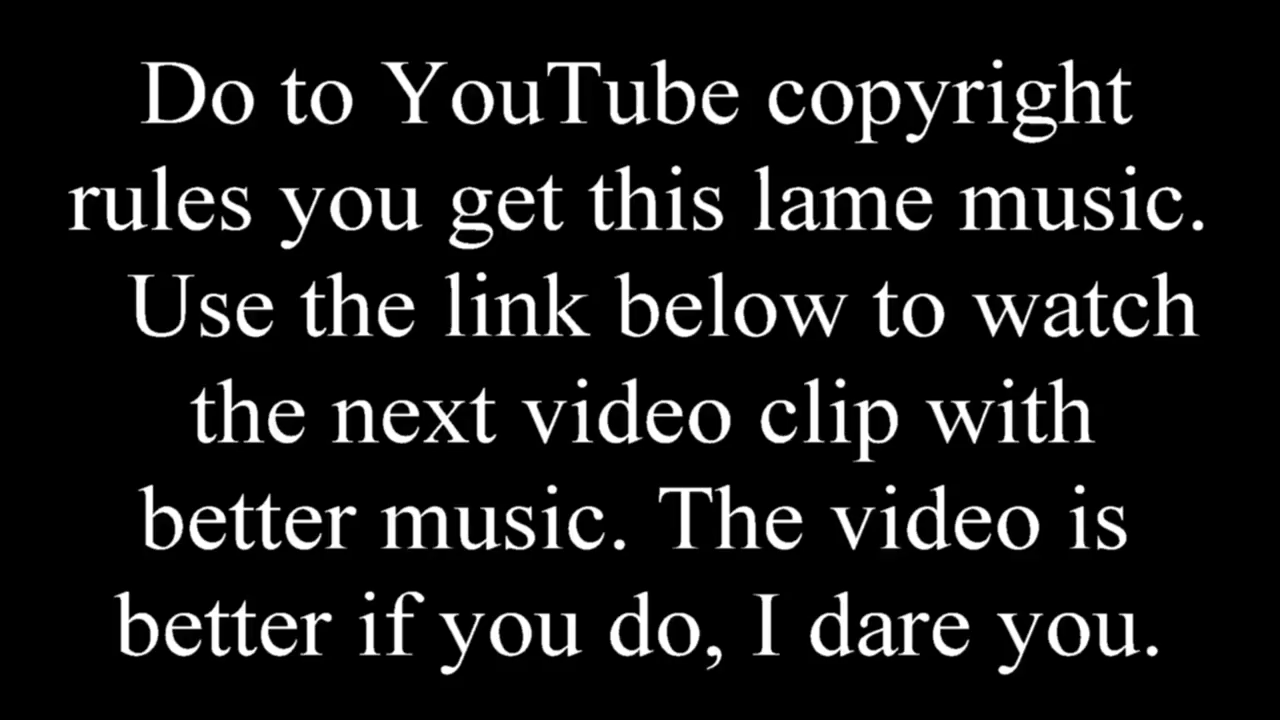 Do to YouTube copyright
rules you get this lame music.
Use the link below to watch
the next video clip with
better music. The video is
better if you do, I dare you.